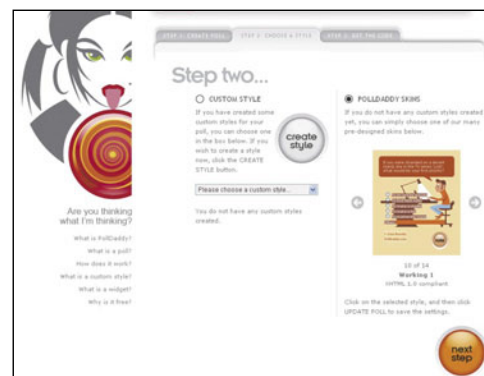 STEP 1: CREATE POLL
STEP 2: CHOOSE A STYLE
STEP 3: GET THE CODE
Step two...
CUSTOM STYLE
If you have created some
custom styles for your
poll, you can choose one
in the box below. If you
wish to create a style
now, click the CREATE
STYLE button.
create
style
Please choose a custom style...
You do not have any custom styles
created.
POLLDADDY SKINS
If you do not have any custom styles created
yet, you can simply choose one of our many
pre-designed skins below.
10 of 14
Working 1
XHTML 1.0 compliant
Click on the selected style, and then click
UPDATE POLL to save the settings.
next
step
Are you thinking
what I'm thinking?
What is PollDaddy?
What is a poll?
How does it work?
What is a custom style?
What is a widget?
Why is it free?